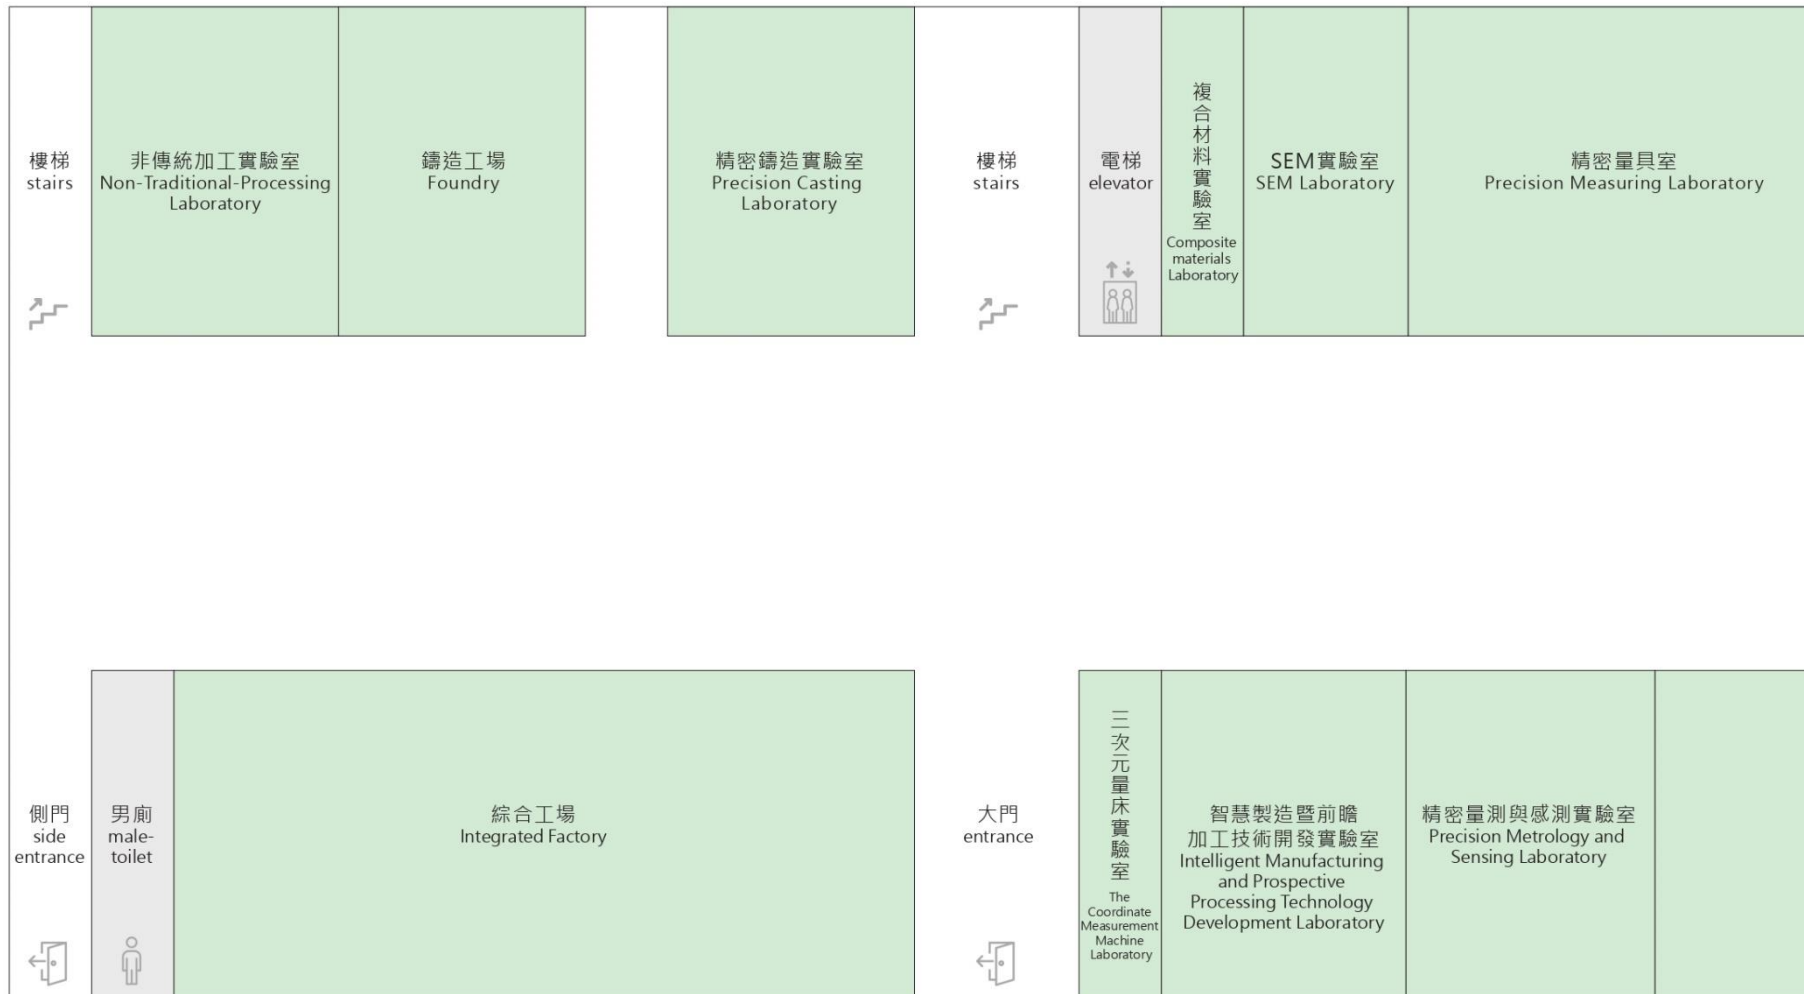 樓梯
stairs
非傳統加工實驗室
Non-Traditional-Processing
Laboratory
鑄造工場
Foundry
精密鑄造實驗室
Precision Casting
Laboratory
樓梯
stairs
電梯
elevator
複合材料實驗室
Composite
materials
Laboratory
SEM實驗室
SEM Laboratory
精密量具室
Precision Measuring Laboratory
側門
side
entrance
男廁
male-
toilet
綜合工場
Integrated Factory
大門
entrance
三次元量床實驗室
The
Coordinate
Measurement
Machine
Laboratory
智慧製造暨前瞻
加工技術開發實驗室
Intelligent Manufacturing
and Prospective
Processing Technology
Development Laboratory
精密量測與感測實驗室
Precision Metrology and
Sensing Laboratory